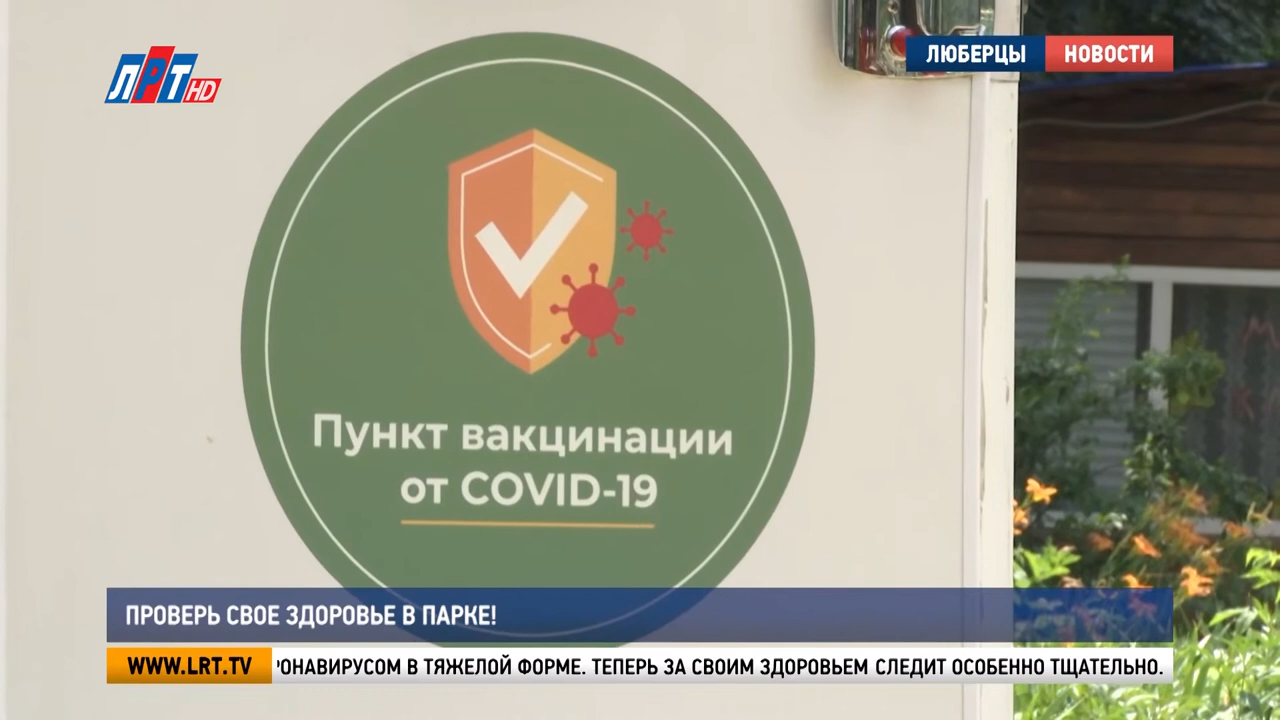 ЛРТ HD
ЛЮБЕРЦЫ НОВОСТИ
Пункт вакцинации
от COVID-19
ПРОВЕРЬ СВОЕ ЗДОРОВЬЕ В ПАРКЕ!
WWW.LRT.TV РОНАВИРУСОМ В ТЯЖЕЛОЙ ФОРМЕ. ТЕПЕРЬ ЗА СВОИМ ЗДОРОВЬЕМ СЛЕДИТ ОСОБЕННО ТЩАТЕЛЬНО.